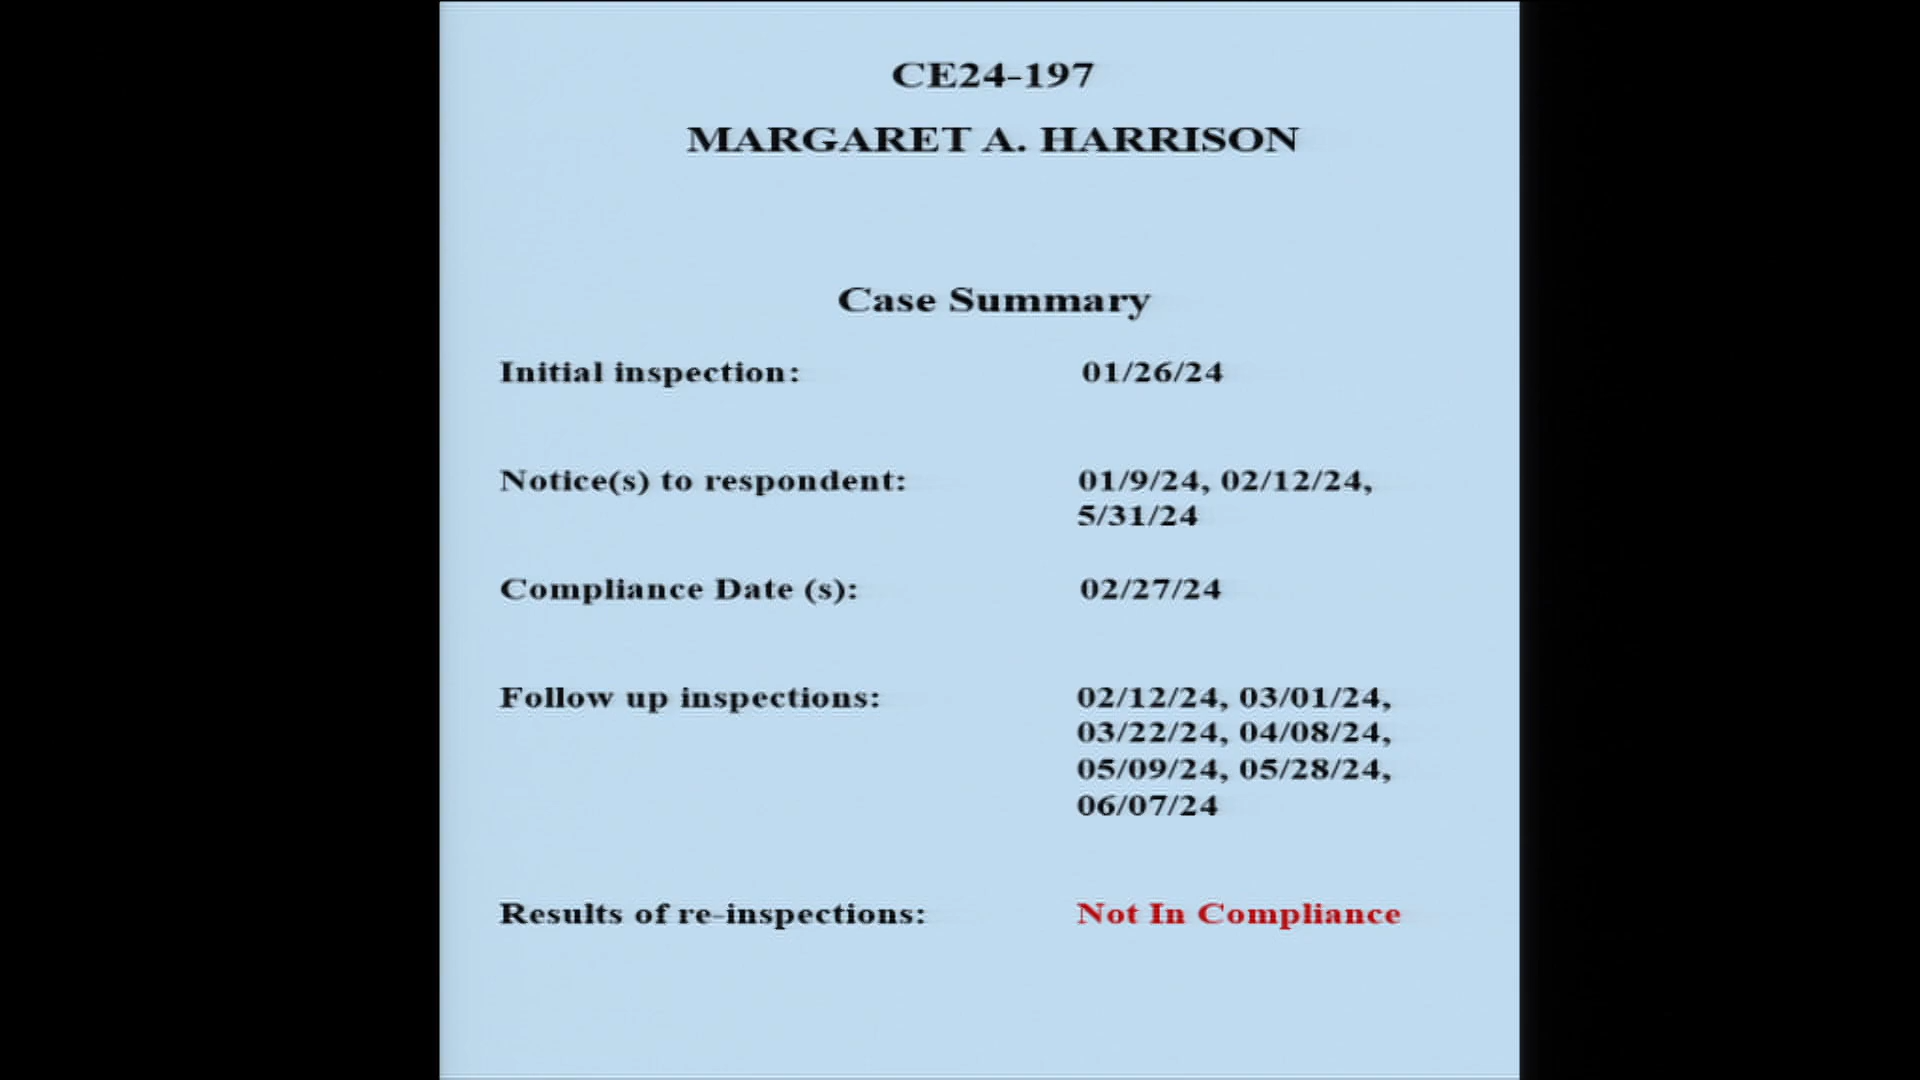 CE24-197
MARGARET A. HARRISON
Case Summary
Initial inspection: 01/26/24
Notice(s) to respondent: 01/9/24, 02/12/24,
5/31/24
Compliance Date (s): 02/27/24
Follow up inspections: 02/12/24, 03/01/24,
03/22/24, 04/08/24,
05/09/24, 05/28/24,
06/07/24
Results of re-inspections: Not In Compliance